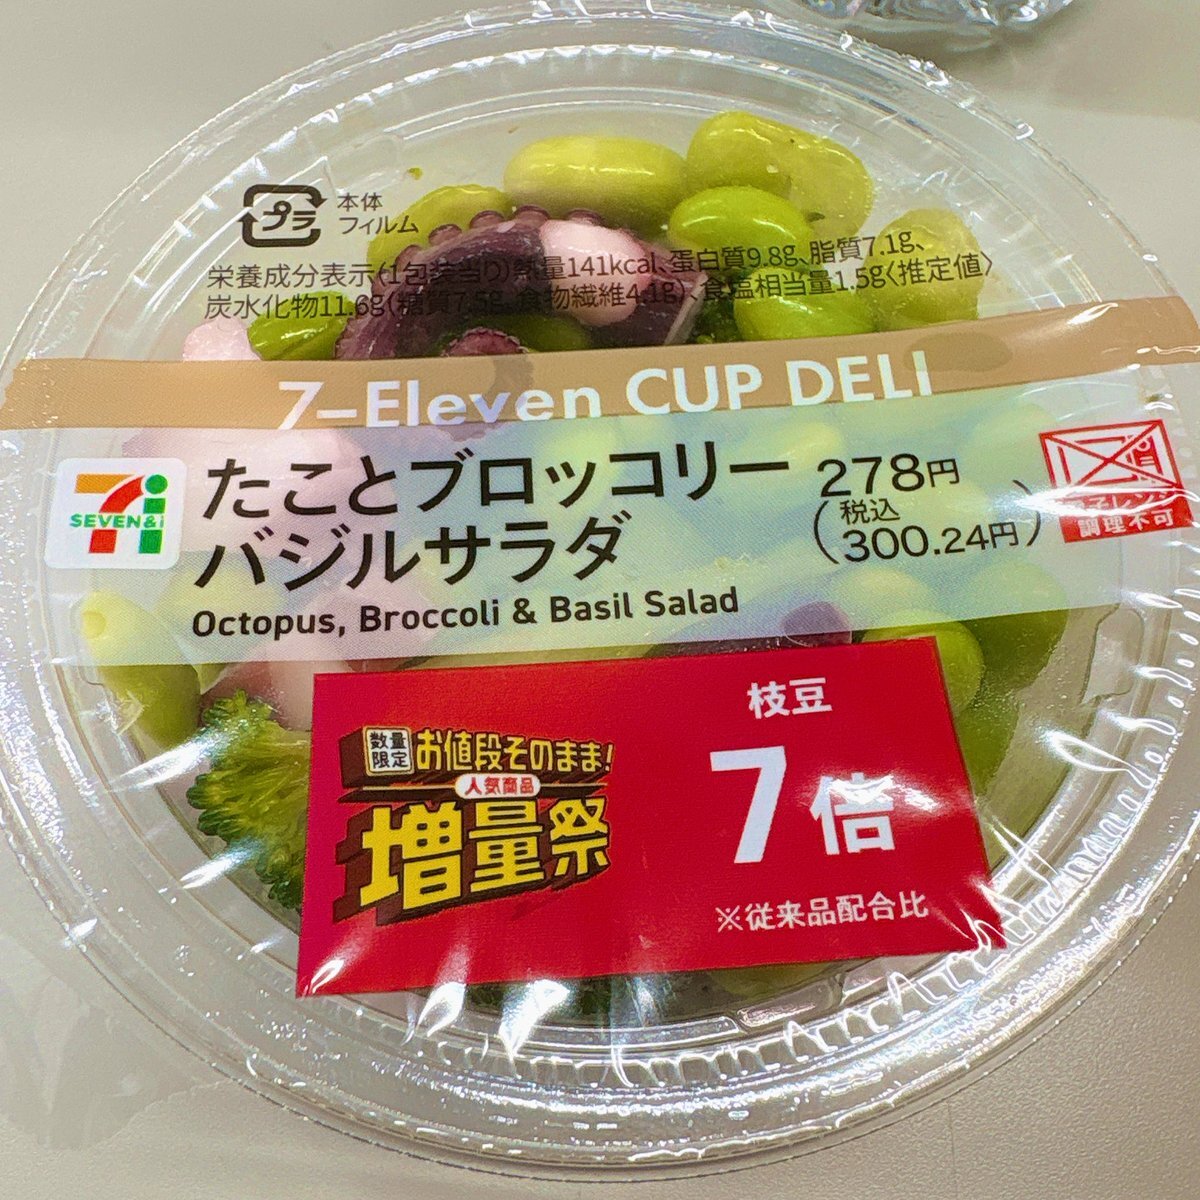 プラ
本体
フィルム
栄養成分表示(1包装当り)熱量141kcal、蛋白質9.8g、脂質7.1g、
炭水化物11.6g(糖質7.5g、食物繊維4.1g)、食塩相当量1.5g〈推定値〉
7-Eleven CUP DELI
SEVEN&i
たことブロッコリー
バジルサラダ
Octopus, Broccoli & Basil Salad
278円
(税込
300.24円)
調理不可
数量
限定
お値段そのまま!
人気商品
増量祭
枝豆
7倍
※従来品配合比